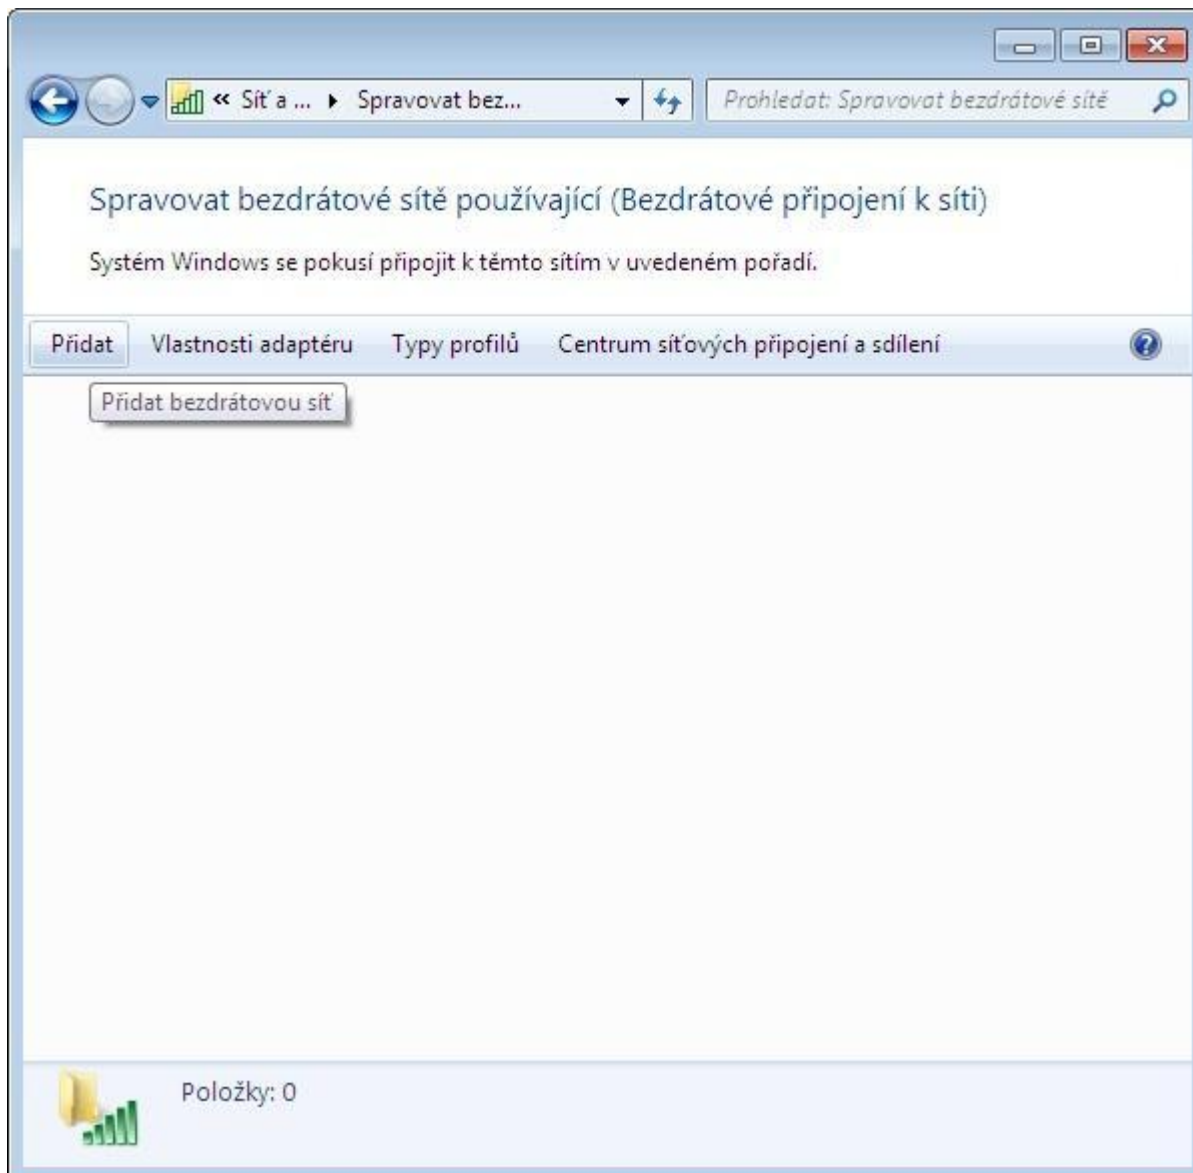 « Síť a ... Spravovat bez...
Prohledat: Spravovat bezdrátové sítě
Spravovat bezdrátové sítě používající (Bezdrátové připojení k síti)
Systém Windows se pokusí připojit k těmto sítím v uvedeném pořadí.
Přidat Vlastnosti adaptéru Typy profilů Centrum síťových připojení a sdílení
Přidat bezdrátovou síť
Položky: 0